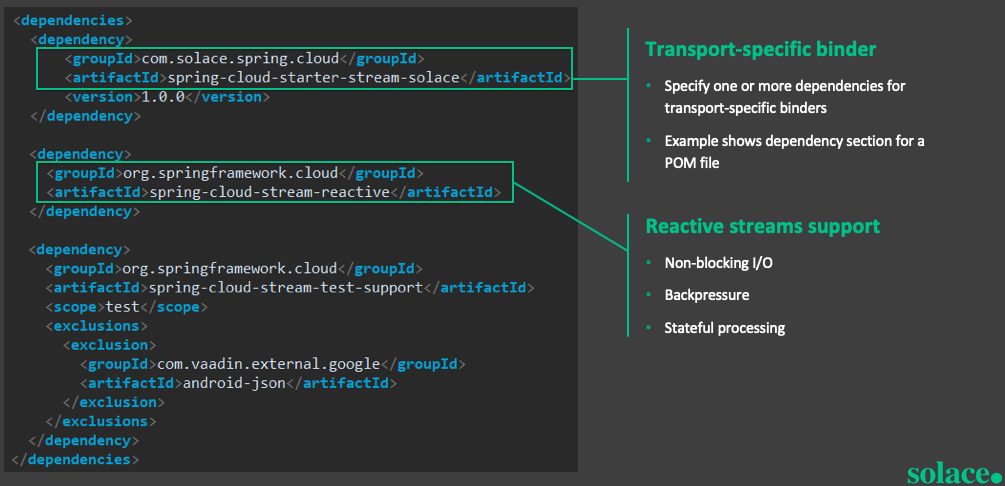 <dependencies>
<dependency>
<groupId>com.solace.spring.cloud</groupId>
<artifactId>spring-cloud-starter-stream-solace</artifactId>
<version>1.0.0</version>
</dependency>
<dependency>
<groupId>org.springframework.cloud</groupId>
<artifactId>spring-cloud-stream-reactive</artifactId>
</dependency>
<dependency>
<groupId>org.springframework.cloud</groupId>
<artifactId>spring-cloud-stream-test-support</artifactId>
<scope>test</scope>
<exclusions>
<exclusion>
<groupId>com.vaadin.external.google</groupId>
<artifactId>android-json</artifactId>
</exclusion>
</exclusions>
</dependency>
</dependencies>
Transport-specific binder
• Specify one or more dependencies for
transport-specific binders
• Example shows dependency section for a
POM file
Reactive streams support
• Non-blocking I/O
• Backpressure
• Stateful processing
solace.